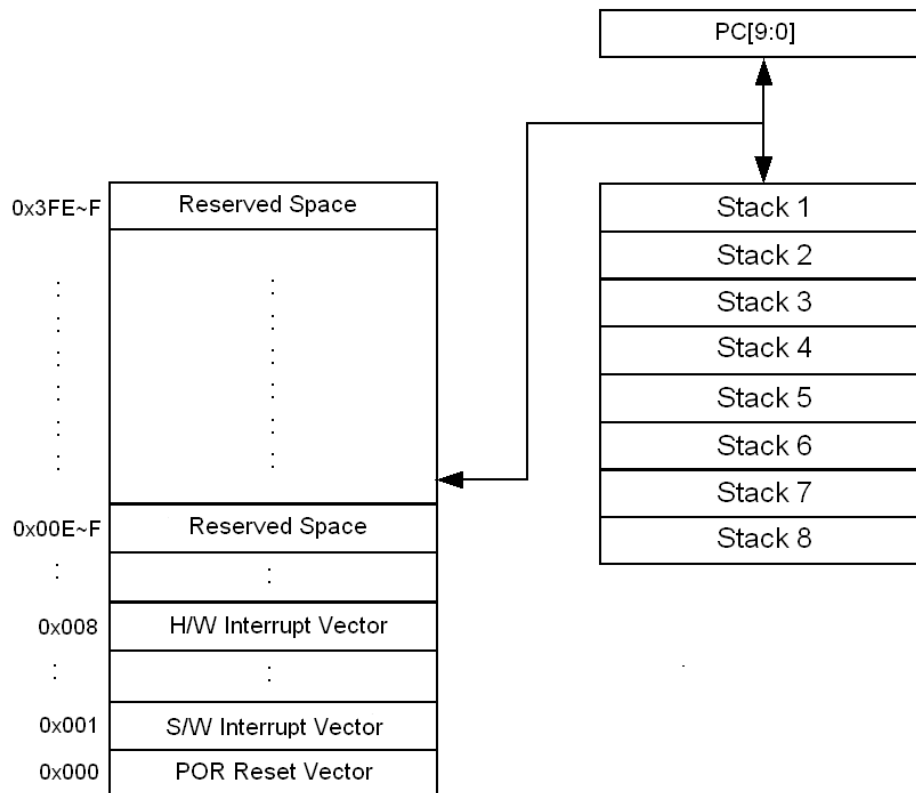 PC[9:0]
0x3FE~F Reserved Space
0x00E~F Reserved Space
0x008 H/W Interrupt Vector
0x001 S/W Interrupt Vector
0x000 POR Reset Vector
Stack 1
Stack 2
Stack 3
Stack 4
Stack 5
Stack 6
Stack 7
Stack 8